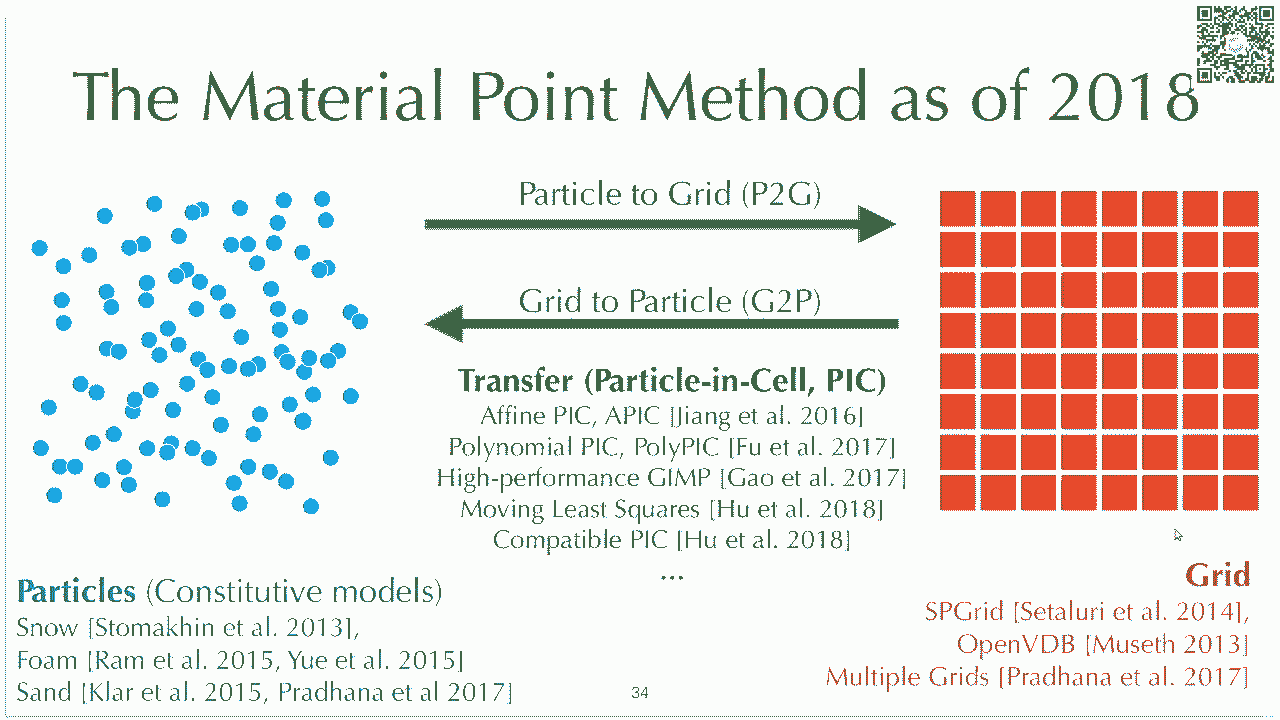 The Material Point Method as of 2018
Particle to Grid (P2G)
Grid to Particle (G2P)
Transfer (Particle-in-Cell, PIC)
Affine PIC, APIC [Jiang et al. 2016]
Polynomial PIC, PolyPIC [Fu et al. 2017]
High-performance GIMP [Gao et al. 2017]
Moving Least Squares [Hu et al. 2018]
Compatible PIC [Hu et al. 2018]
...
Particles (Constitutive models)
Snow [Stomakhin et al. 2013],
Foam [Ram et al. 2015, Yue et al. 2015]
Sand [Klar et al. 2015, Pradhana et al 2017]
Grid
SPGrid [Setaluri et al. 2014],
OpenVDB [Museth 2013]
Multiple Grids [Pradhana et al. 2017]
34